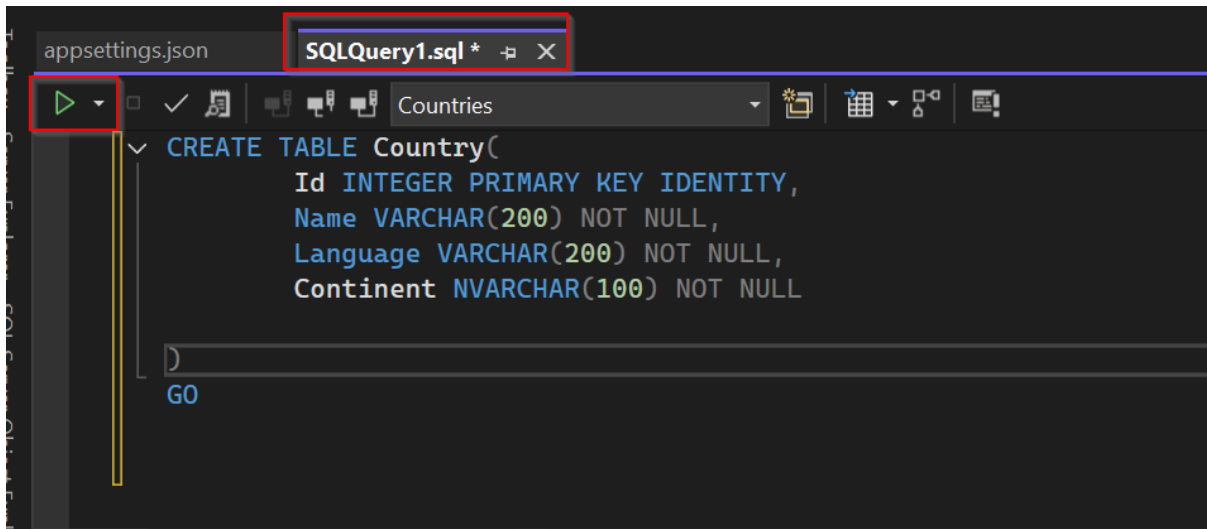 appsettings.json
SQLQuery1.sql *
Countries
CREATE TABLE Country(
Id INTEGER PRIMARY KEY IDENTITY,
Name VARCHAR(200) NOT NULL,
Language VARCHAR(200) NOT NULL,
Continent NVARCHAR(100) NOT NULL
)
GO